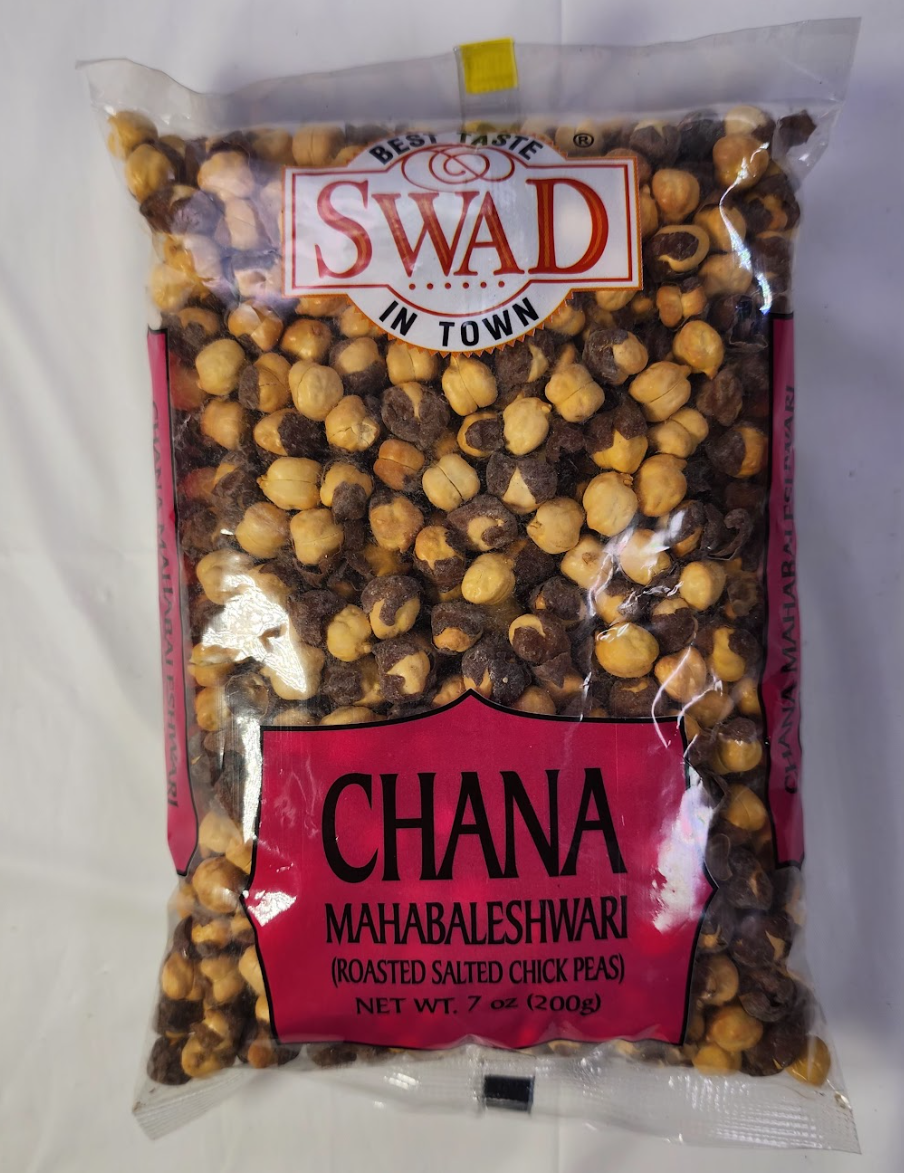 BEST TASTE
®
SWAD
IN TOWN
CHANA MAHABALESHWARI
CHANA MAHABALESHWARI
CHANA
MAHABALESHWARI
(ROASTED SALTED CHICK PEAS)
NET WT. 7 oz (200g)